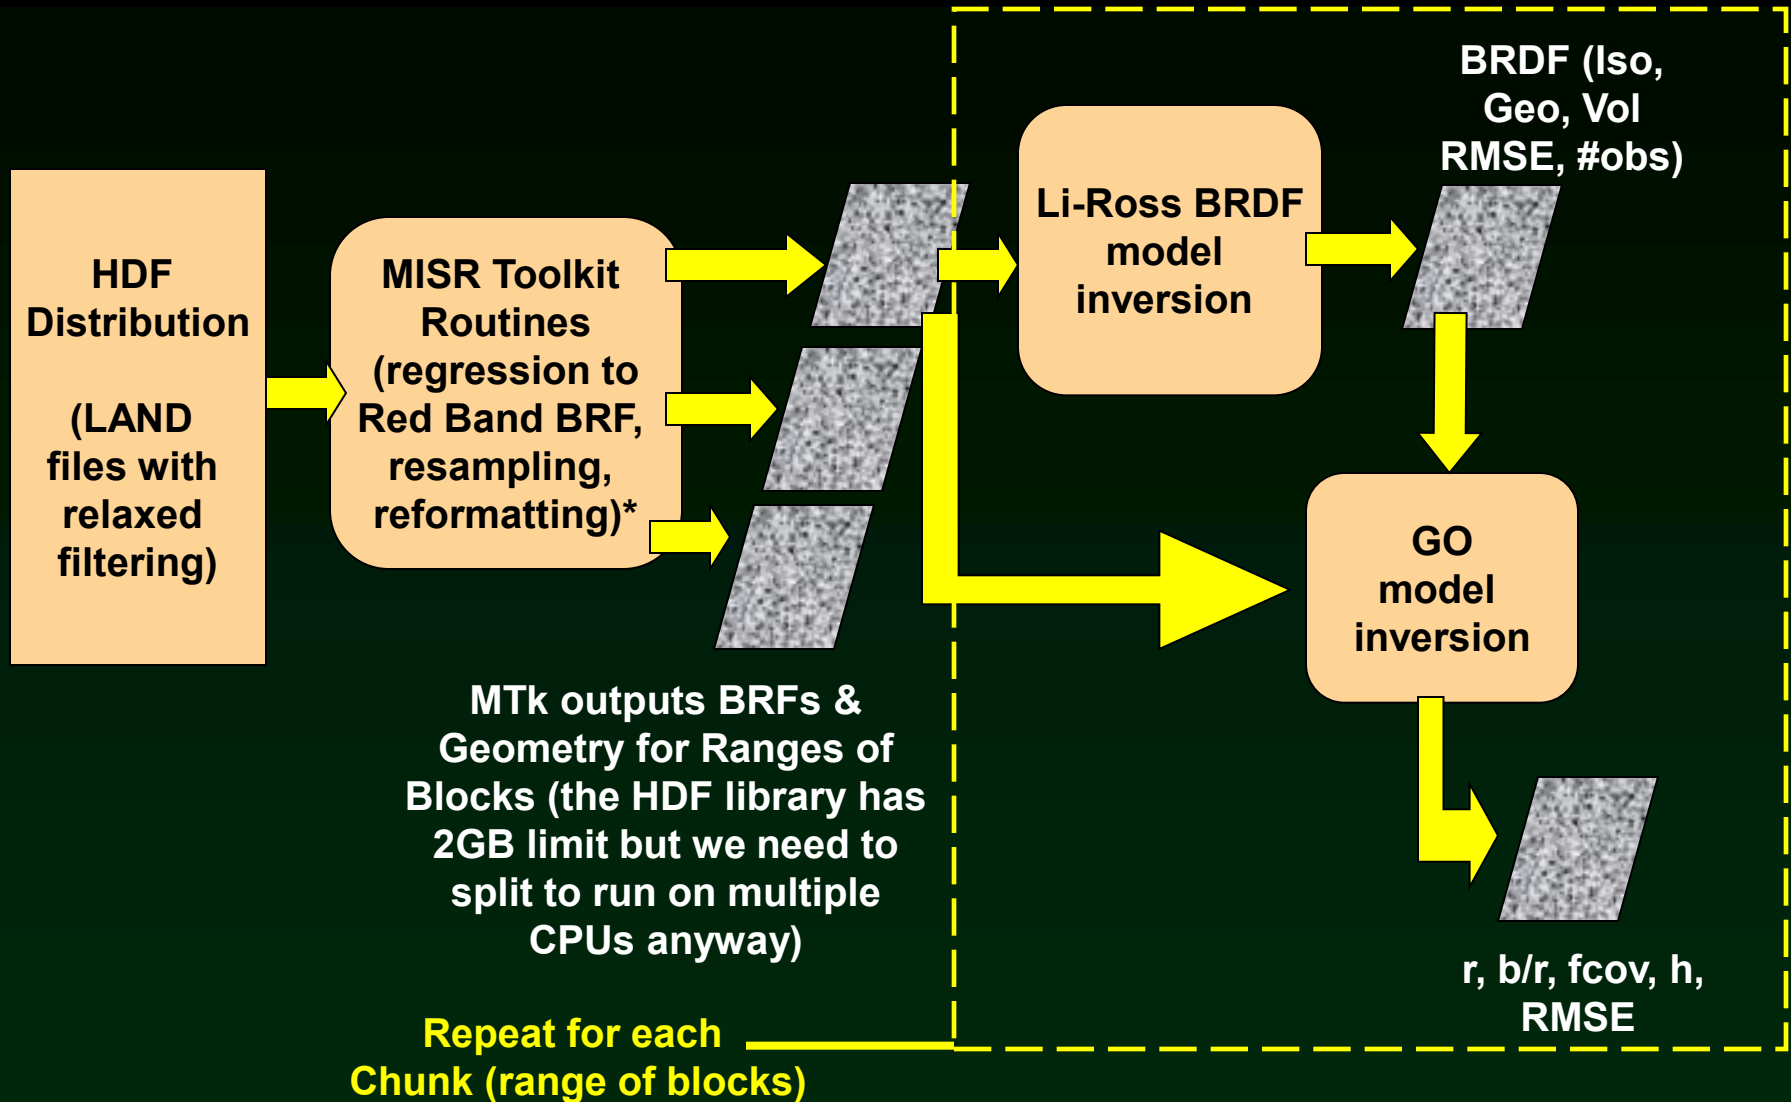 HDF
Distribution
(LAND
files with
relaxed
filtering)
MISR Toolkit
Routines
(regression to
Red Band BRF,
resampling,
reformatting)*
MTk outputs BRFs &
Geometry for Ranges of
Blocks (the HDF library has
2GB limit but we need to
split to run on multiple
CPUs anyway)
Repeat for each
Chunk (range of blocks)
Li-Ross BRDF
model
inversion
BRDF (Iso,
Geo, Vol
RMSE, #obs)
GO
model
inversion
r, b/r, fcov, h,
RMSE